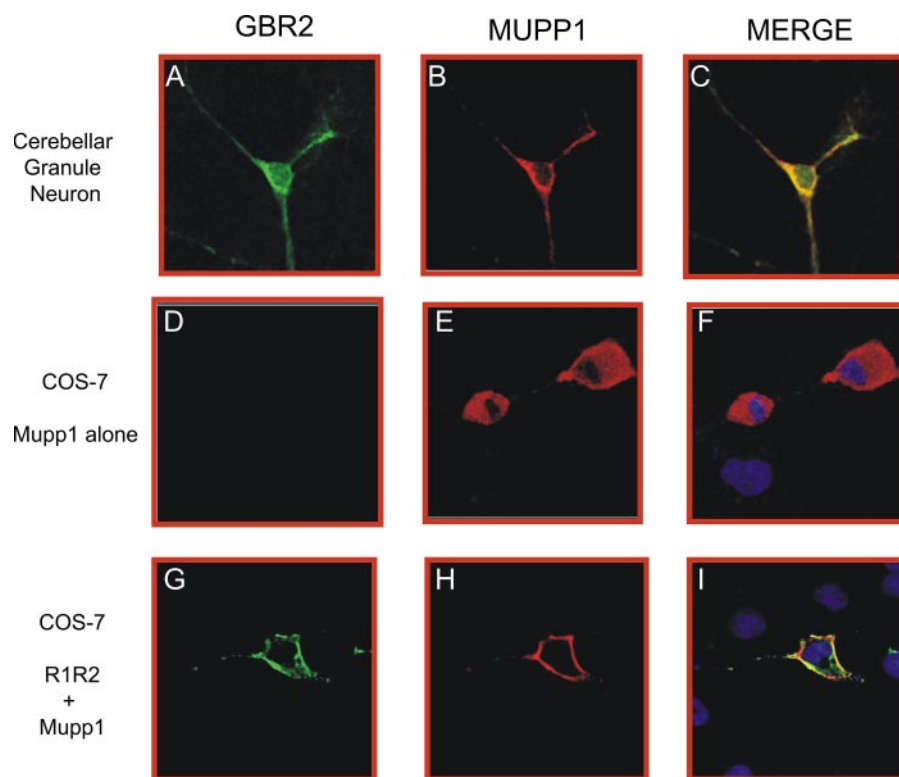 GBR2 MUPP1 MERGE
A B C
Cerebellar
Granule
Neuron
D E F
COS-7
Mupp1 alone
G H I
COS-7
R1R2
+
Mupp1